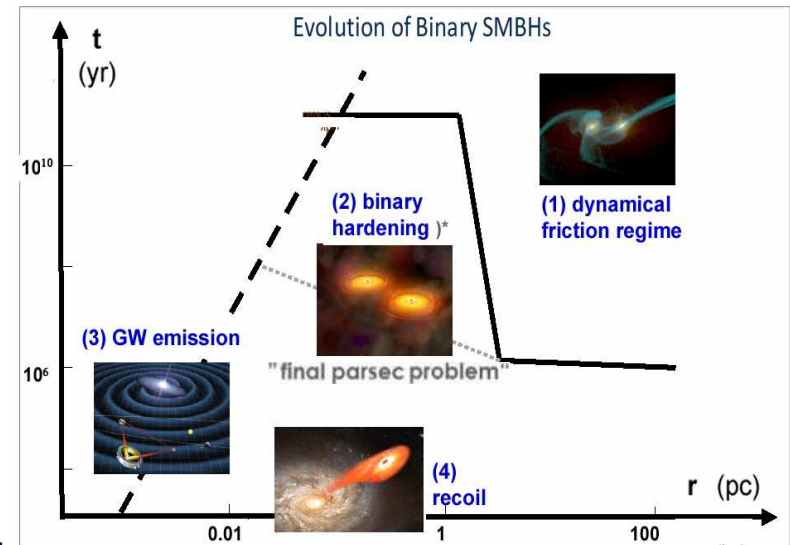 Evolution of Binary SMBHs
t
(yr)
10¹⁰
(2) binary
hardening )*
(1) dynamical
friction regime
(3) GW emission
10⁶
"final parsec problem"
(4)
recoil
r (pc)
0.01
1
100